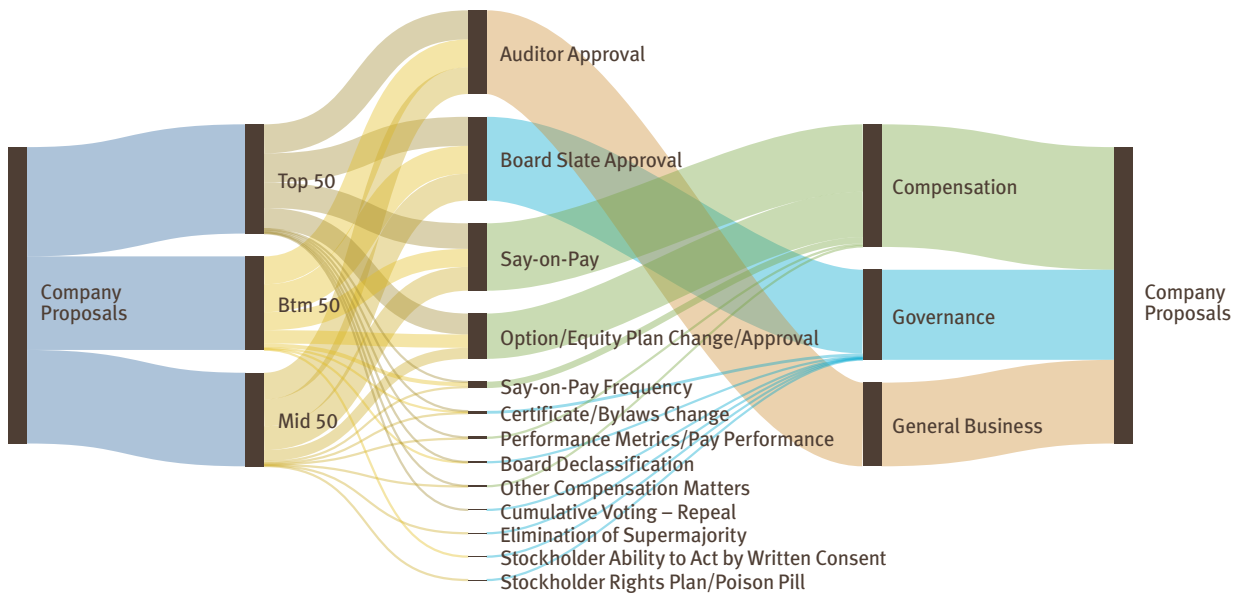 Company
Proposals
Top 50
Btm 50
Mid 50
Auditor Approval
Board Slate Approval
Say-on-Pay
Option/Equity Plan Change/Approval
Say-on-Pay Frequency
Certificate/Bylaws Change
Performance Metrics/Pay Performance
Board Declassification
Other Compensation Matters
Cumulative Voting – Repeal
Elimination of Supermajority
Stockholder Ability to Act by Written Consent
Stockholder Rights Plan/Poison Pill
Compensation
Governance
General Business
Company
Proposals